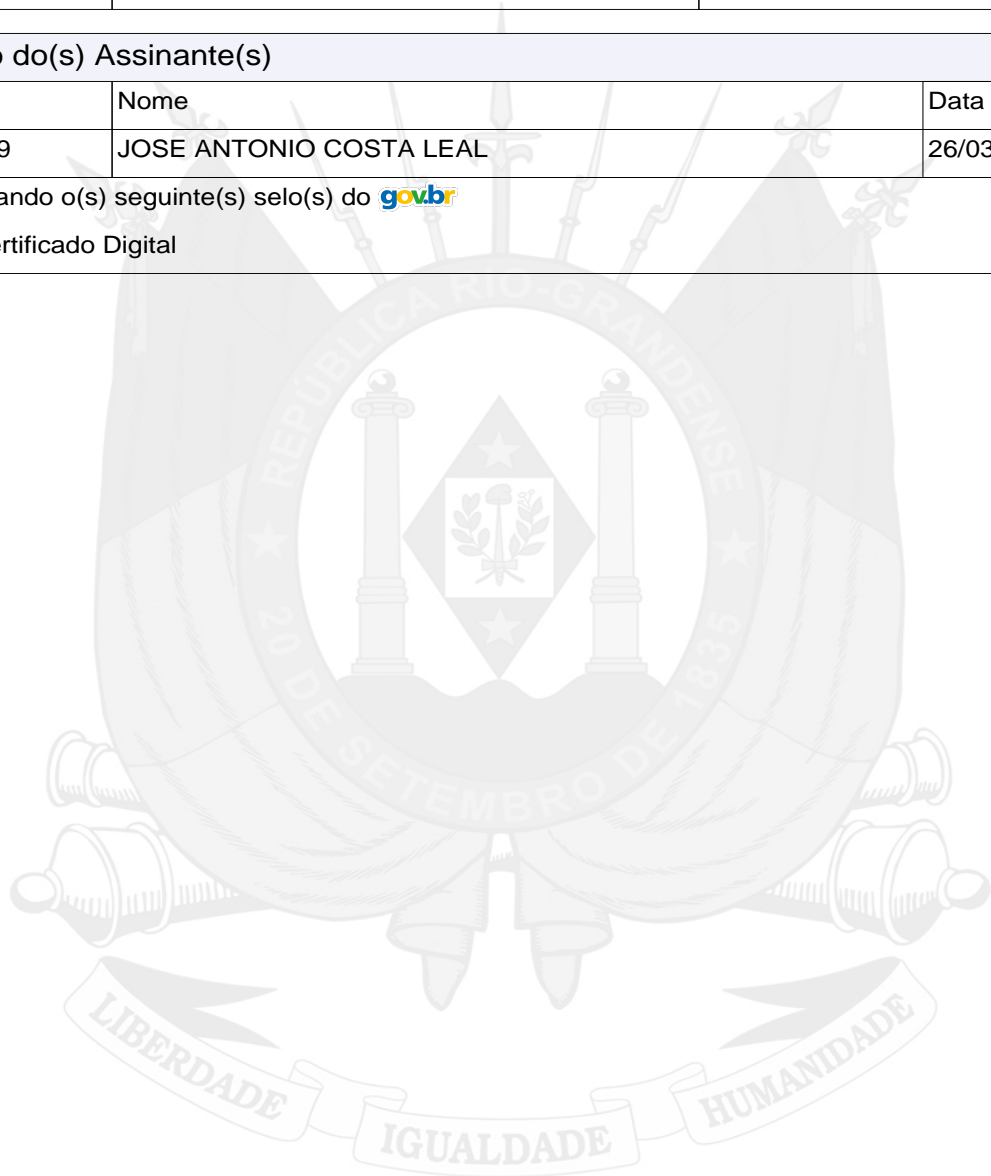 o do(s) Assinante(s)
Nome Data
9 JOSE ANTONIO COSTA LEAL 26/03
ando o(s) seguinte(s) selo(s) do gov.br
ertificado Digital
REPÚBLICA RIO-GRANDENSE
20 DE SETEMBRO DE 1835
LIBERDADE IGUALDADE HUMANIDADE